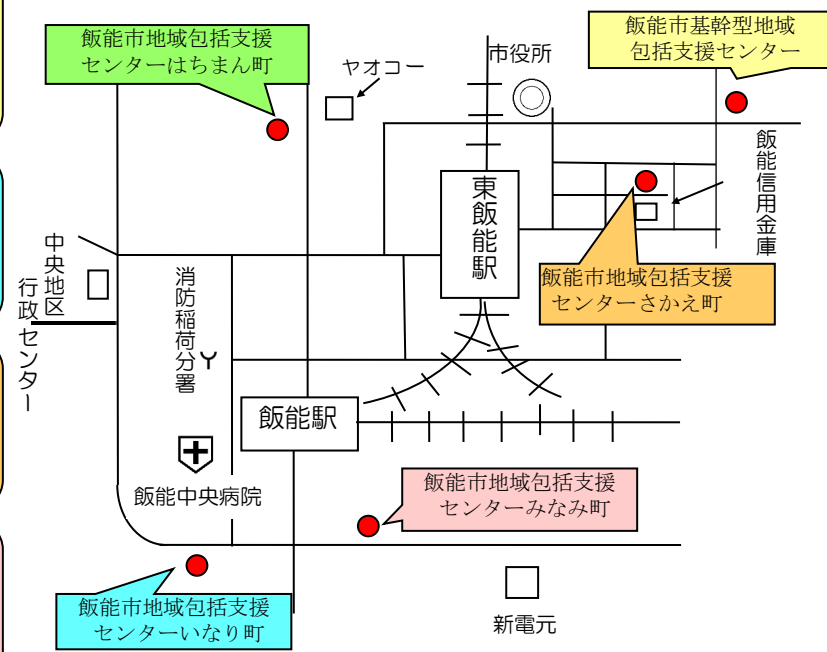 飯能市地域包括支援
センターはちまん町
ヤオコー
市役所
飯能市基幹型地域
包括支援センター
飯能信用金庫
東飯能駅
飯能市地域包括支援
センターさかえ町
中央地区
行政センター
消防稲荷分署
飯能駅
飯能中央病院
飯能市地域包括支援
センターみなみ町
飯能市地域包括支援
センターいなり町
新電元